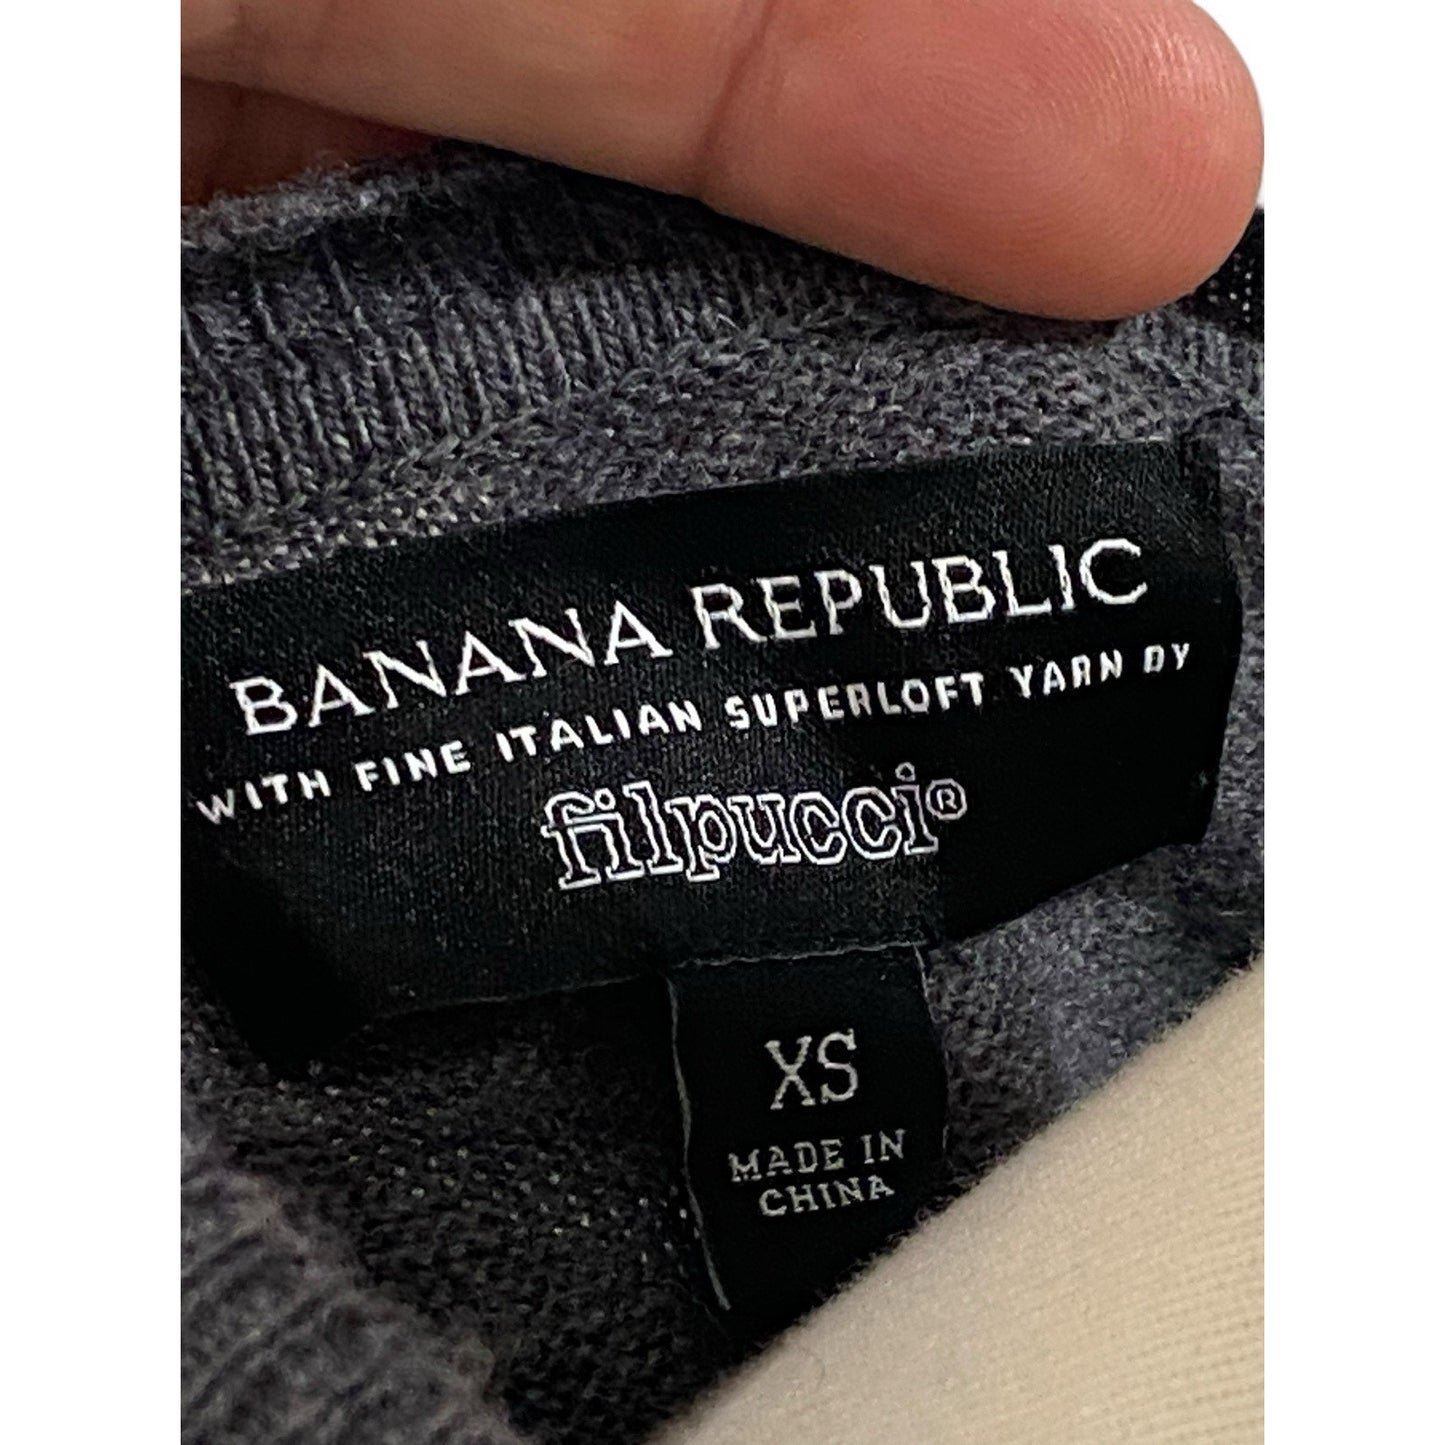 BANANA REPUBLIC
WITH FINE ITALIAN SUPERLOFT YARN BY
filpucci®
XS
MADE IN
CHINA